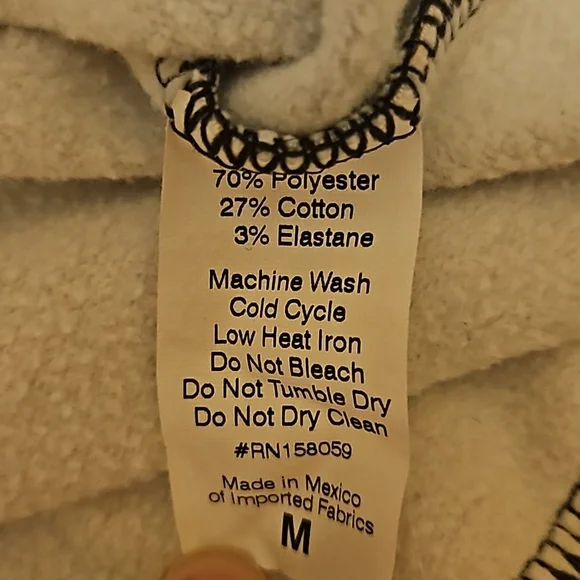 70% Polyester
27% Cotton
3% Elastane
Machine Wash
Cold Cycle
Low Heat Iron
Do Not Bleach
Do Not Tumble Dry
Do Not Dry Clean
#RN158059
Made in Mexico
of Imported Fabrics
M